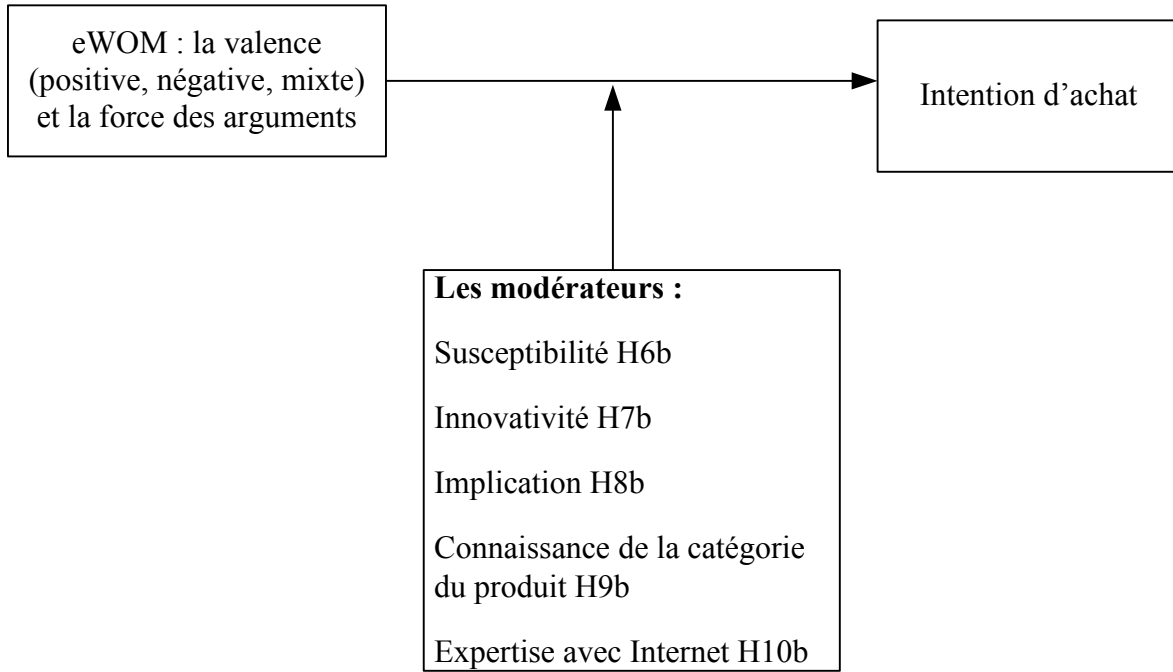 eWOM : la valence
(positive, négative, mixte)
et la force des arguments
Intention d’achat
Les modérateurs :
Susceptibilité H6b
Innovativité H7b
Implication H8b
Connaissance de la catégorie
du produit H9b
Expertise avec Internet H10b